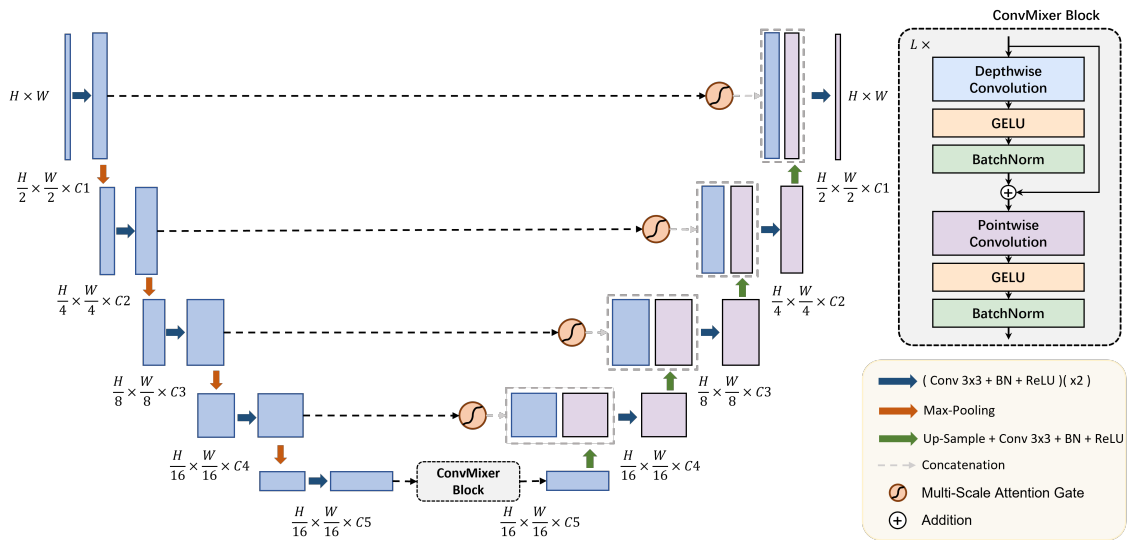 ConvMixer Block
L ×
Depthwise
Convolution
GELU
BatchNorm
Pointwise
Convolution
GELU
BatchNorm
H × W
H × W
H/2 × W/2 × C1
H/2 × W/2 × C1
H/4 × W/4 × C2
H/4 × W/4 × C2
H/8 × W/8 × C3
H/8 × W/8 × C3
H/16 × W/16 × C4
H/16 × W/16 × C4
ConvMixer
Block
H/16 × W/16 × C5
H/16 × W/16 × C5
( Conv 3x3 + BN + ReLU )( x2 )
Max-Pooling
Up-Sample + Conv 3x3 + BN + ReLU
Concatenation
Multi-Scale Attention Gate
Addition